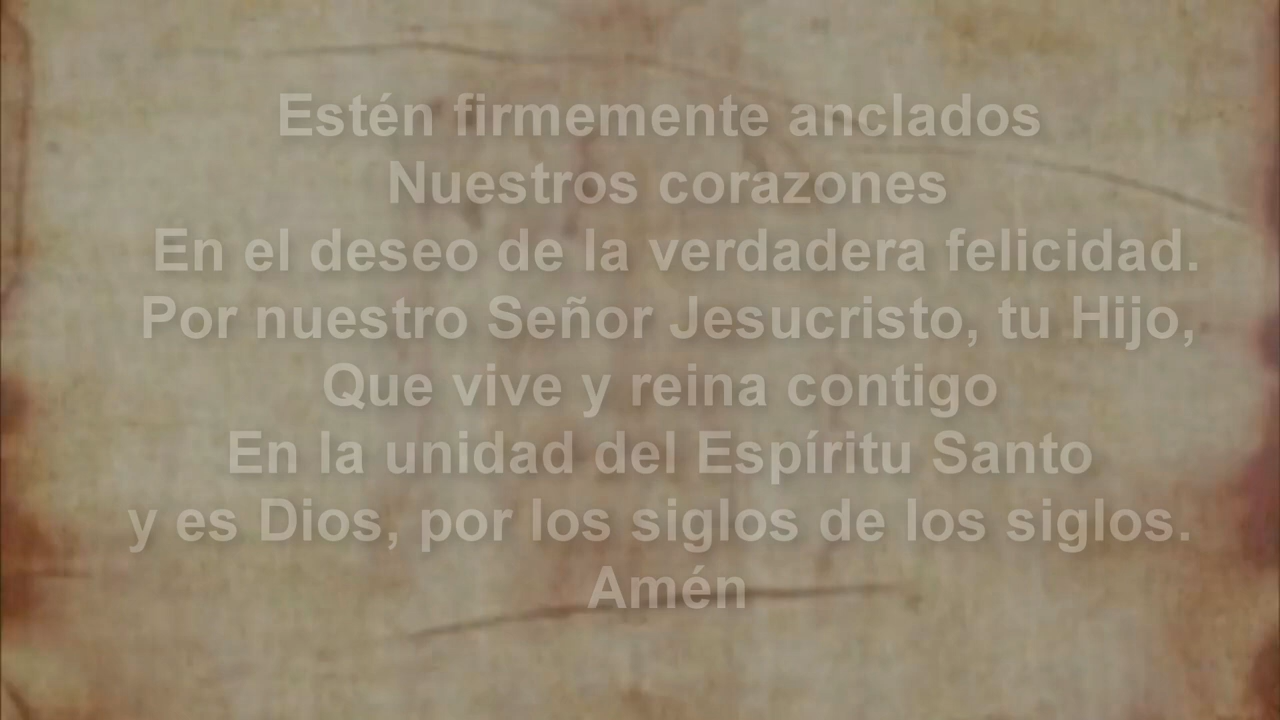 Estén firmemente anclados
Nuestros corazones
En el deseo de la verdadera felicidad.
Por nuestro Señor Jesucristo, tu Hijo,
Que vive y reina contigo
En la unidad del Espíritu Santo
y es Dios, por los siglos de los siglos.
Amén